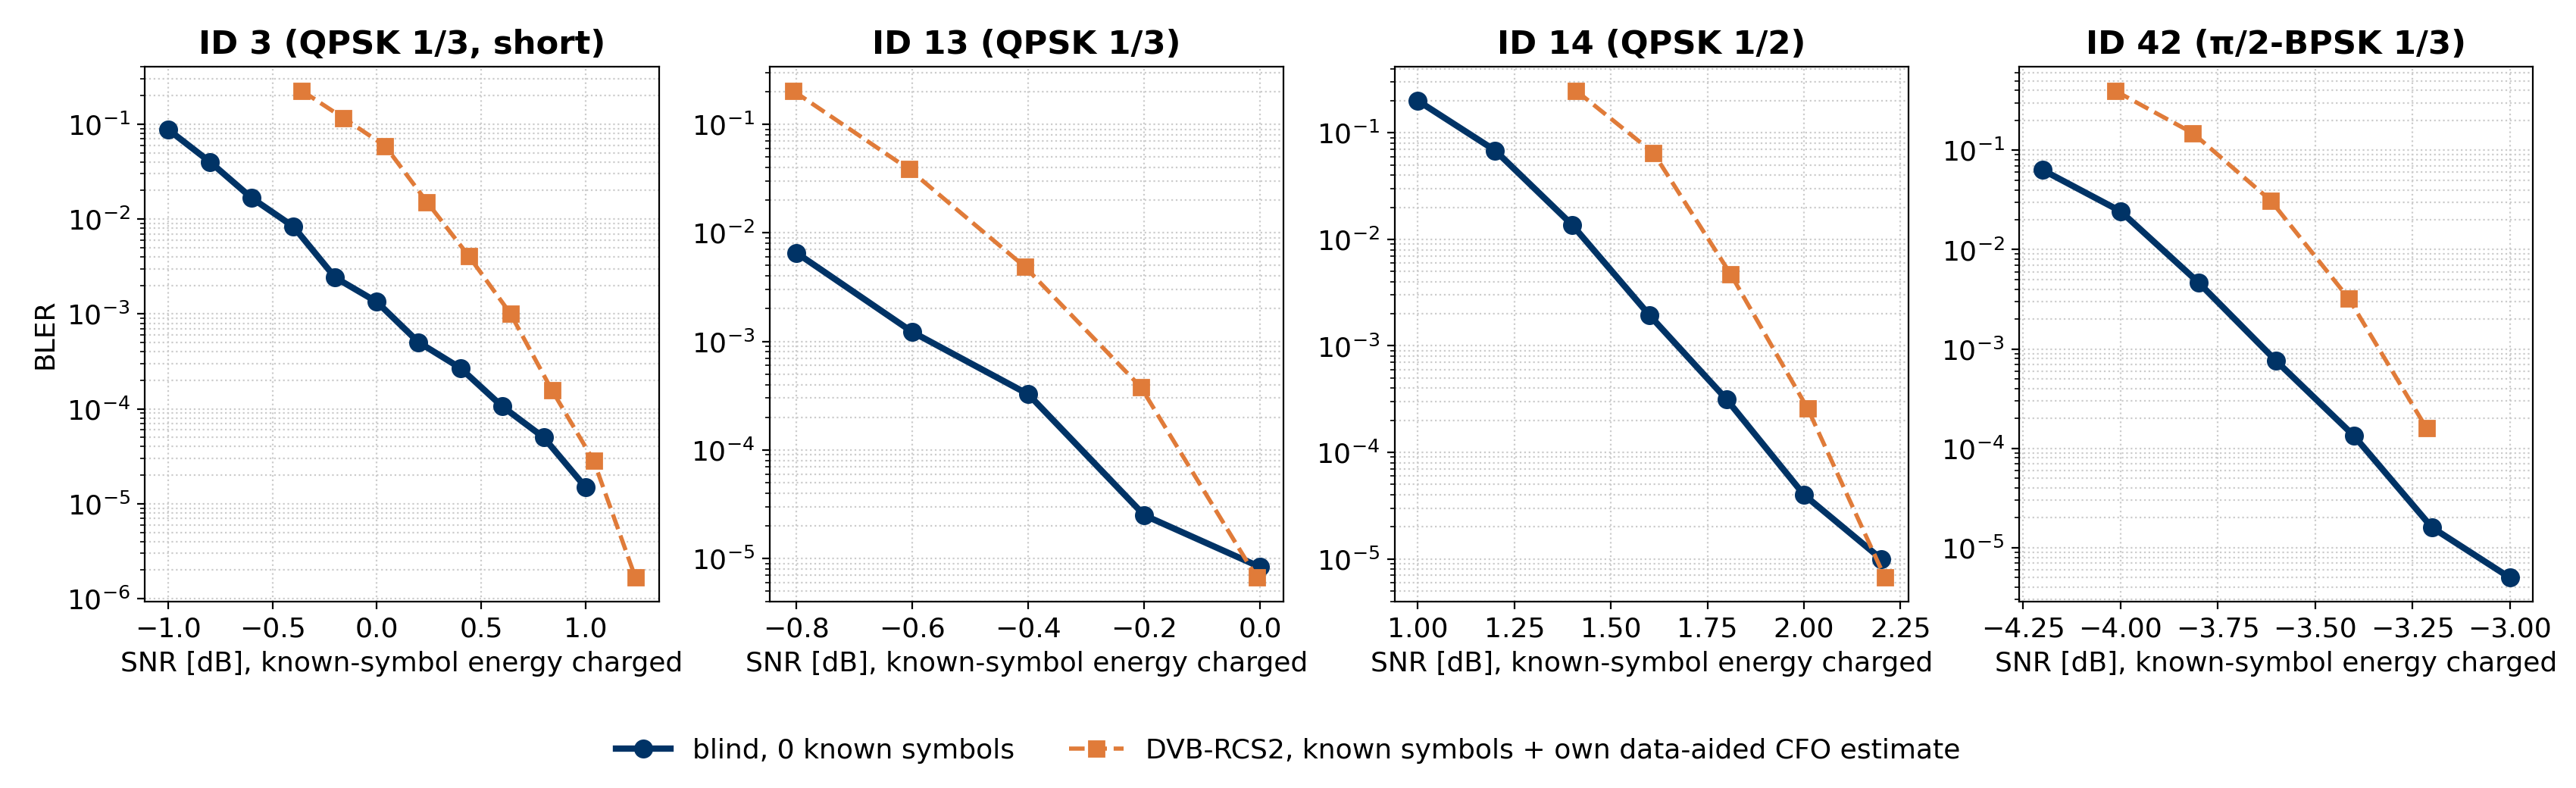 ID 3 (QPSK 1/3, short)
ID 13 (QPSK 1/3)
ID 14 (QPSK 1/2)
ID 42 (π/2-BPSK 1/3)
BLER
10⁻¹
10⁻²
10⁻³
10⁻⁴
10⁻⁵
10⁻⁶
−1.0 −0.5 0.0 0.5 1.0
SNR [dB], known-symbol energy charged
10⁻¹
10⁻²
10⁻³
10⁻⁴
10⁻⁵
−0.8 −0.6 −0.4 −0.2 0.0
SNR [dB], known-symbol energy charged
10⁻¹
10⁻²
10⁻³
10⁻⁴
10⁻⁵
1.00 1.25 1.50 1.75 2.00 2.25
SNR [dB], known-symbol energy charged
10⁻¹
10⁻²
10⁻³
10⁻⁴
10⁻⁵
−4.25 −4.00 −3.75 −3.50 −3.25 −3.00
SNR [dB], known-symbol energy charged
blind, 0 known symbols
DVB-RCS2, known symbols + own data-aided CFO estimate